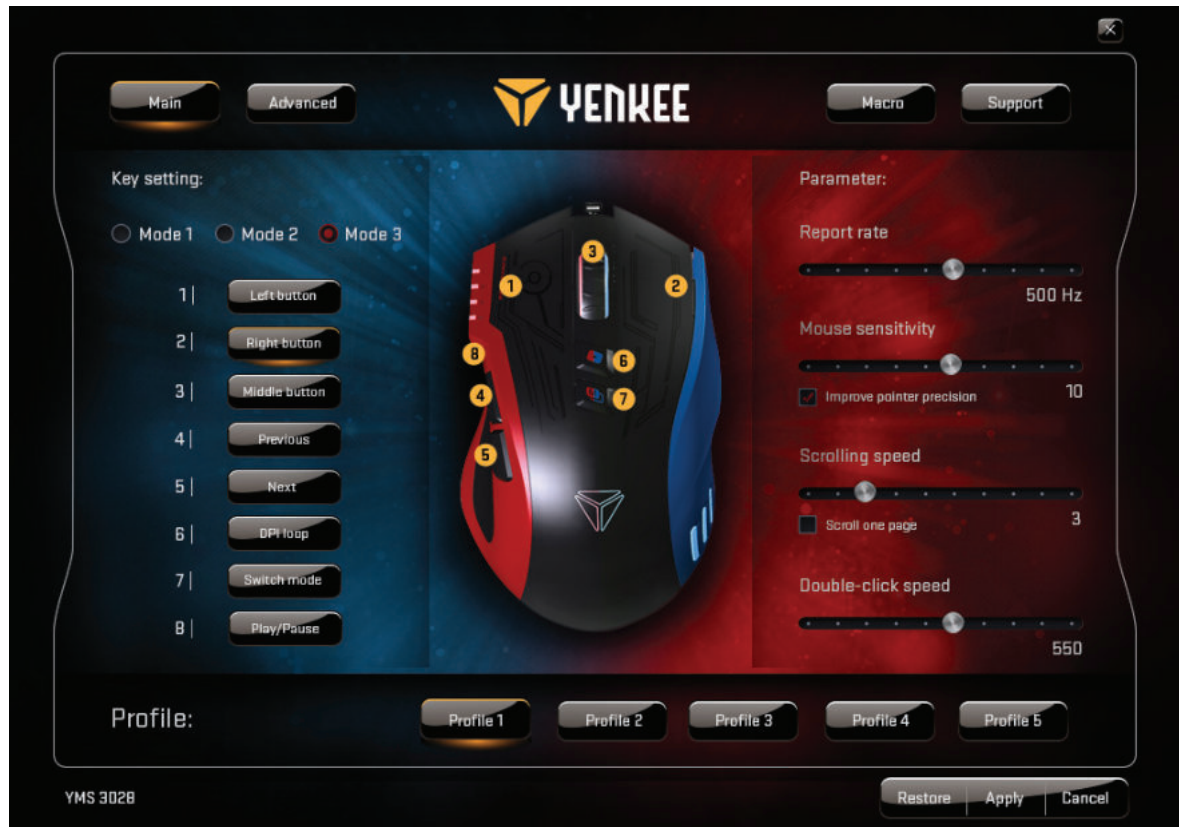 Main
Advanced
YENKEE
Macro
Support
Key setting:
Mode 1
Mode 2
Mode 3
1 | Left button
2 | Right button
3 | Middle button
4 | Previous
5 | Next
6 | DPI loop
7 | Switch mode
8 | Play/Pause
3
1
2
8
6
4
7
5
Parameter:
Report rate
500 Hz
Mouse sensitivity
Improve pointer precision
10
Scrolling speed
Scroll one page
3
Double-click speed
550
Profile:
Profile 1
Profile 2
Profile 3
Profile 4
Profile 5
YMS 3028
Restore
Apply
Cancel